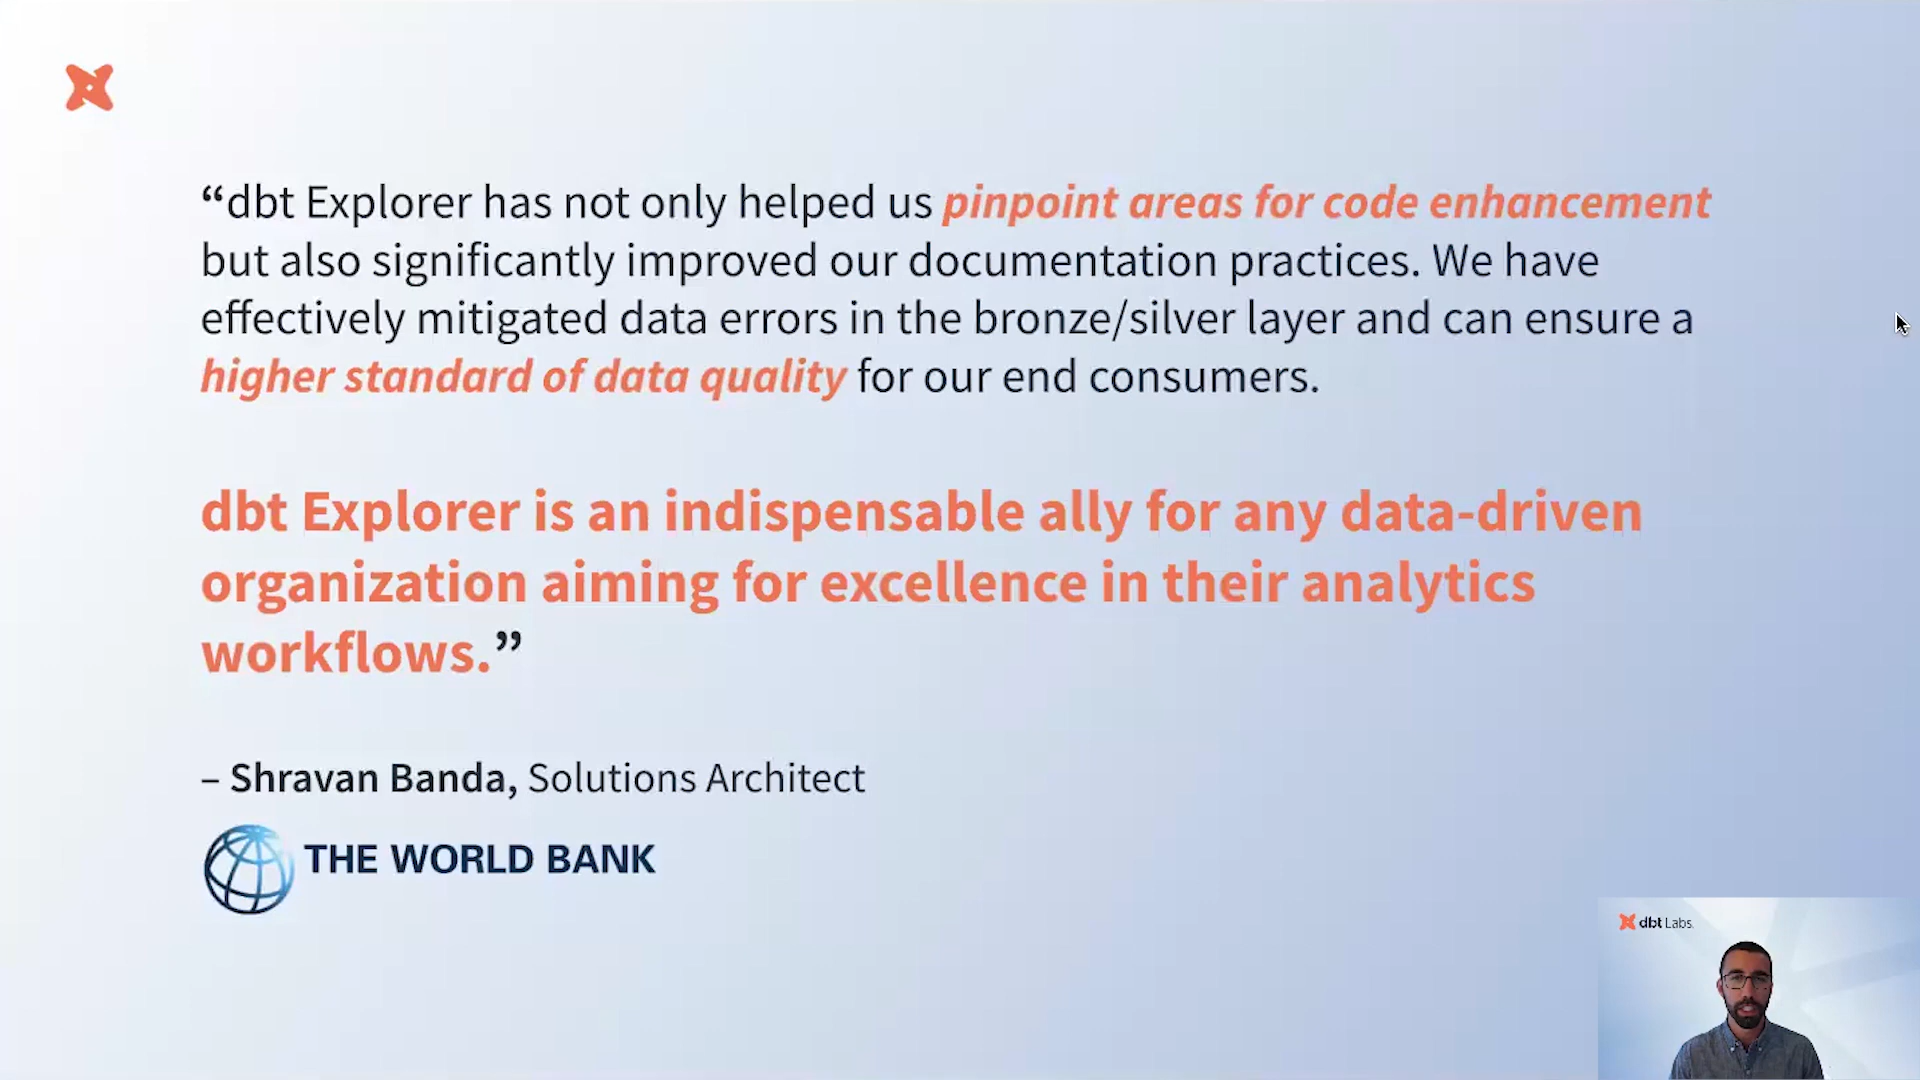 “dbt Explorer has not only helped us pinpoint areas for code enhancement
but also significantly improved our documentation practices. We have
effectively mitigated data errors in the bronze/silver layer and can ensure a
higher standard of data quality for our end consumers.
dbt Explorer is an indispensable ally for any data-driven
organization aiming for excellence in their analytics
workflows.”
– Shravan Banda, Solutions Architect
THE WORLD BANK
dbt Labs